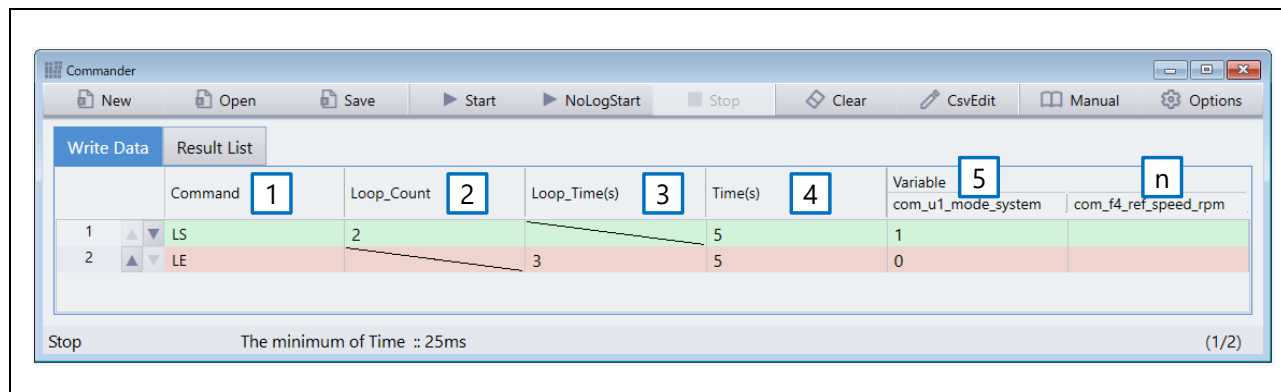 Commander
New Open Save Start NoLogStart Stop Clear CsvEdit Manual Options
Write Data Result List
Command 1 Loop_Count 2 Loop_Time(s) 3 Time(s) 4 Variable 5 n
com_u1_mode_system com_f4_ref_speed_rpm
1 LS 2 5 1
2 LE 3 5 0
Stop The minimum of Time :: 25ms (1/2)